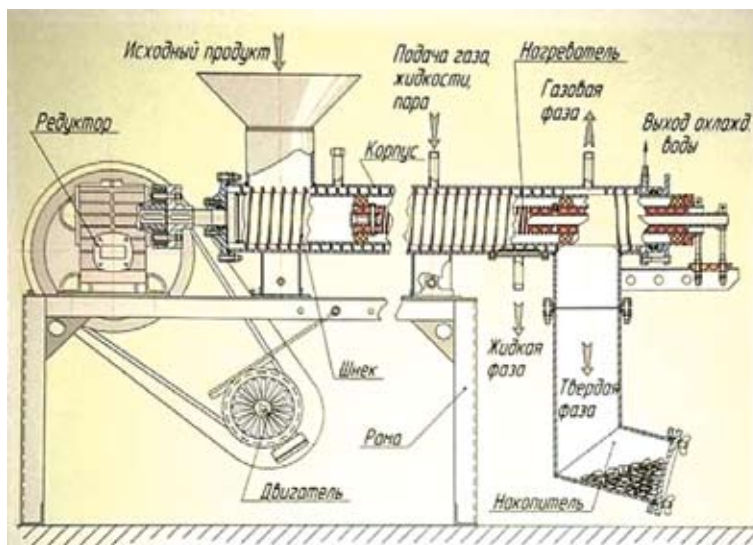 Исходный продукт
Подача газа,
жидкости,
пара
Нагреватель
Газовая
фаза
Выход охлажд.
воды
Редуктор
Корпус
Шнек
Жидкая
фаза
Твердая
фаза
Рама
Двигатель
Накопитель